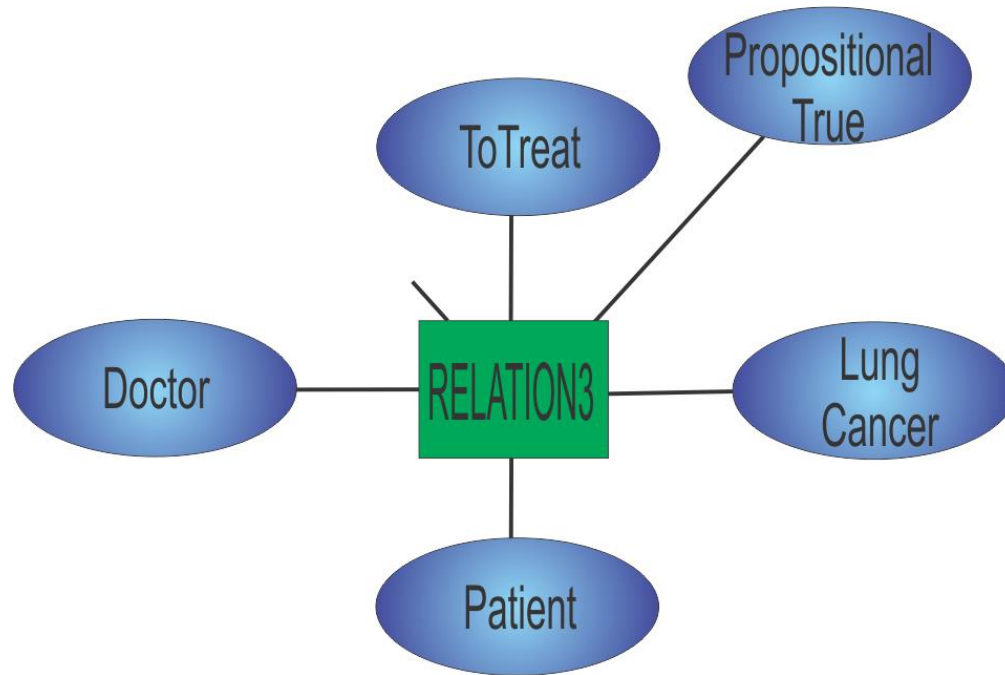 Propositional
True
ToTreat
Doctor
RELATION3
Lung
Cancer
Patient